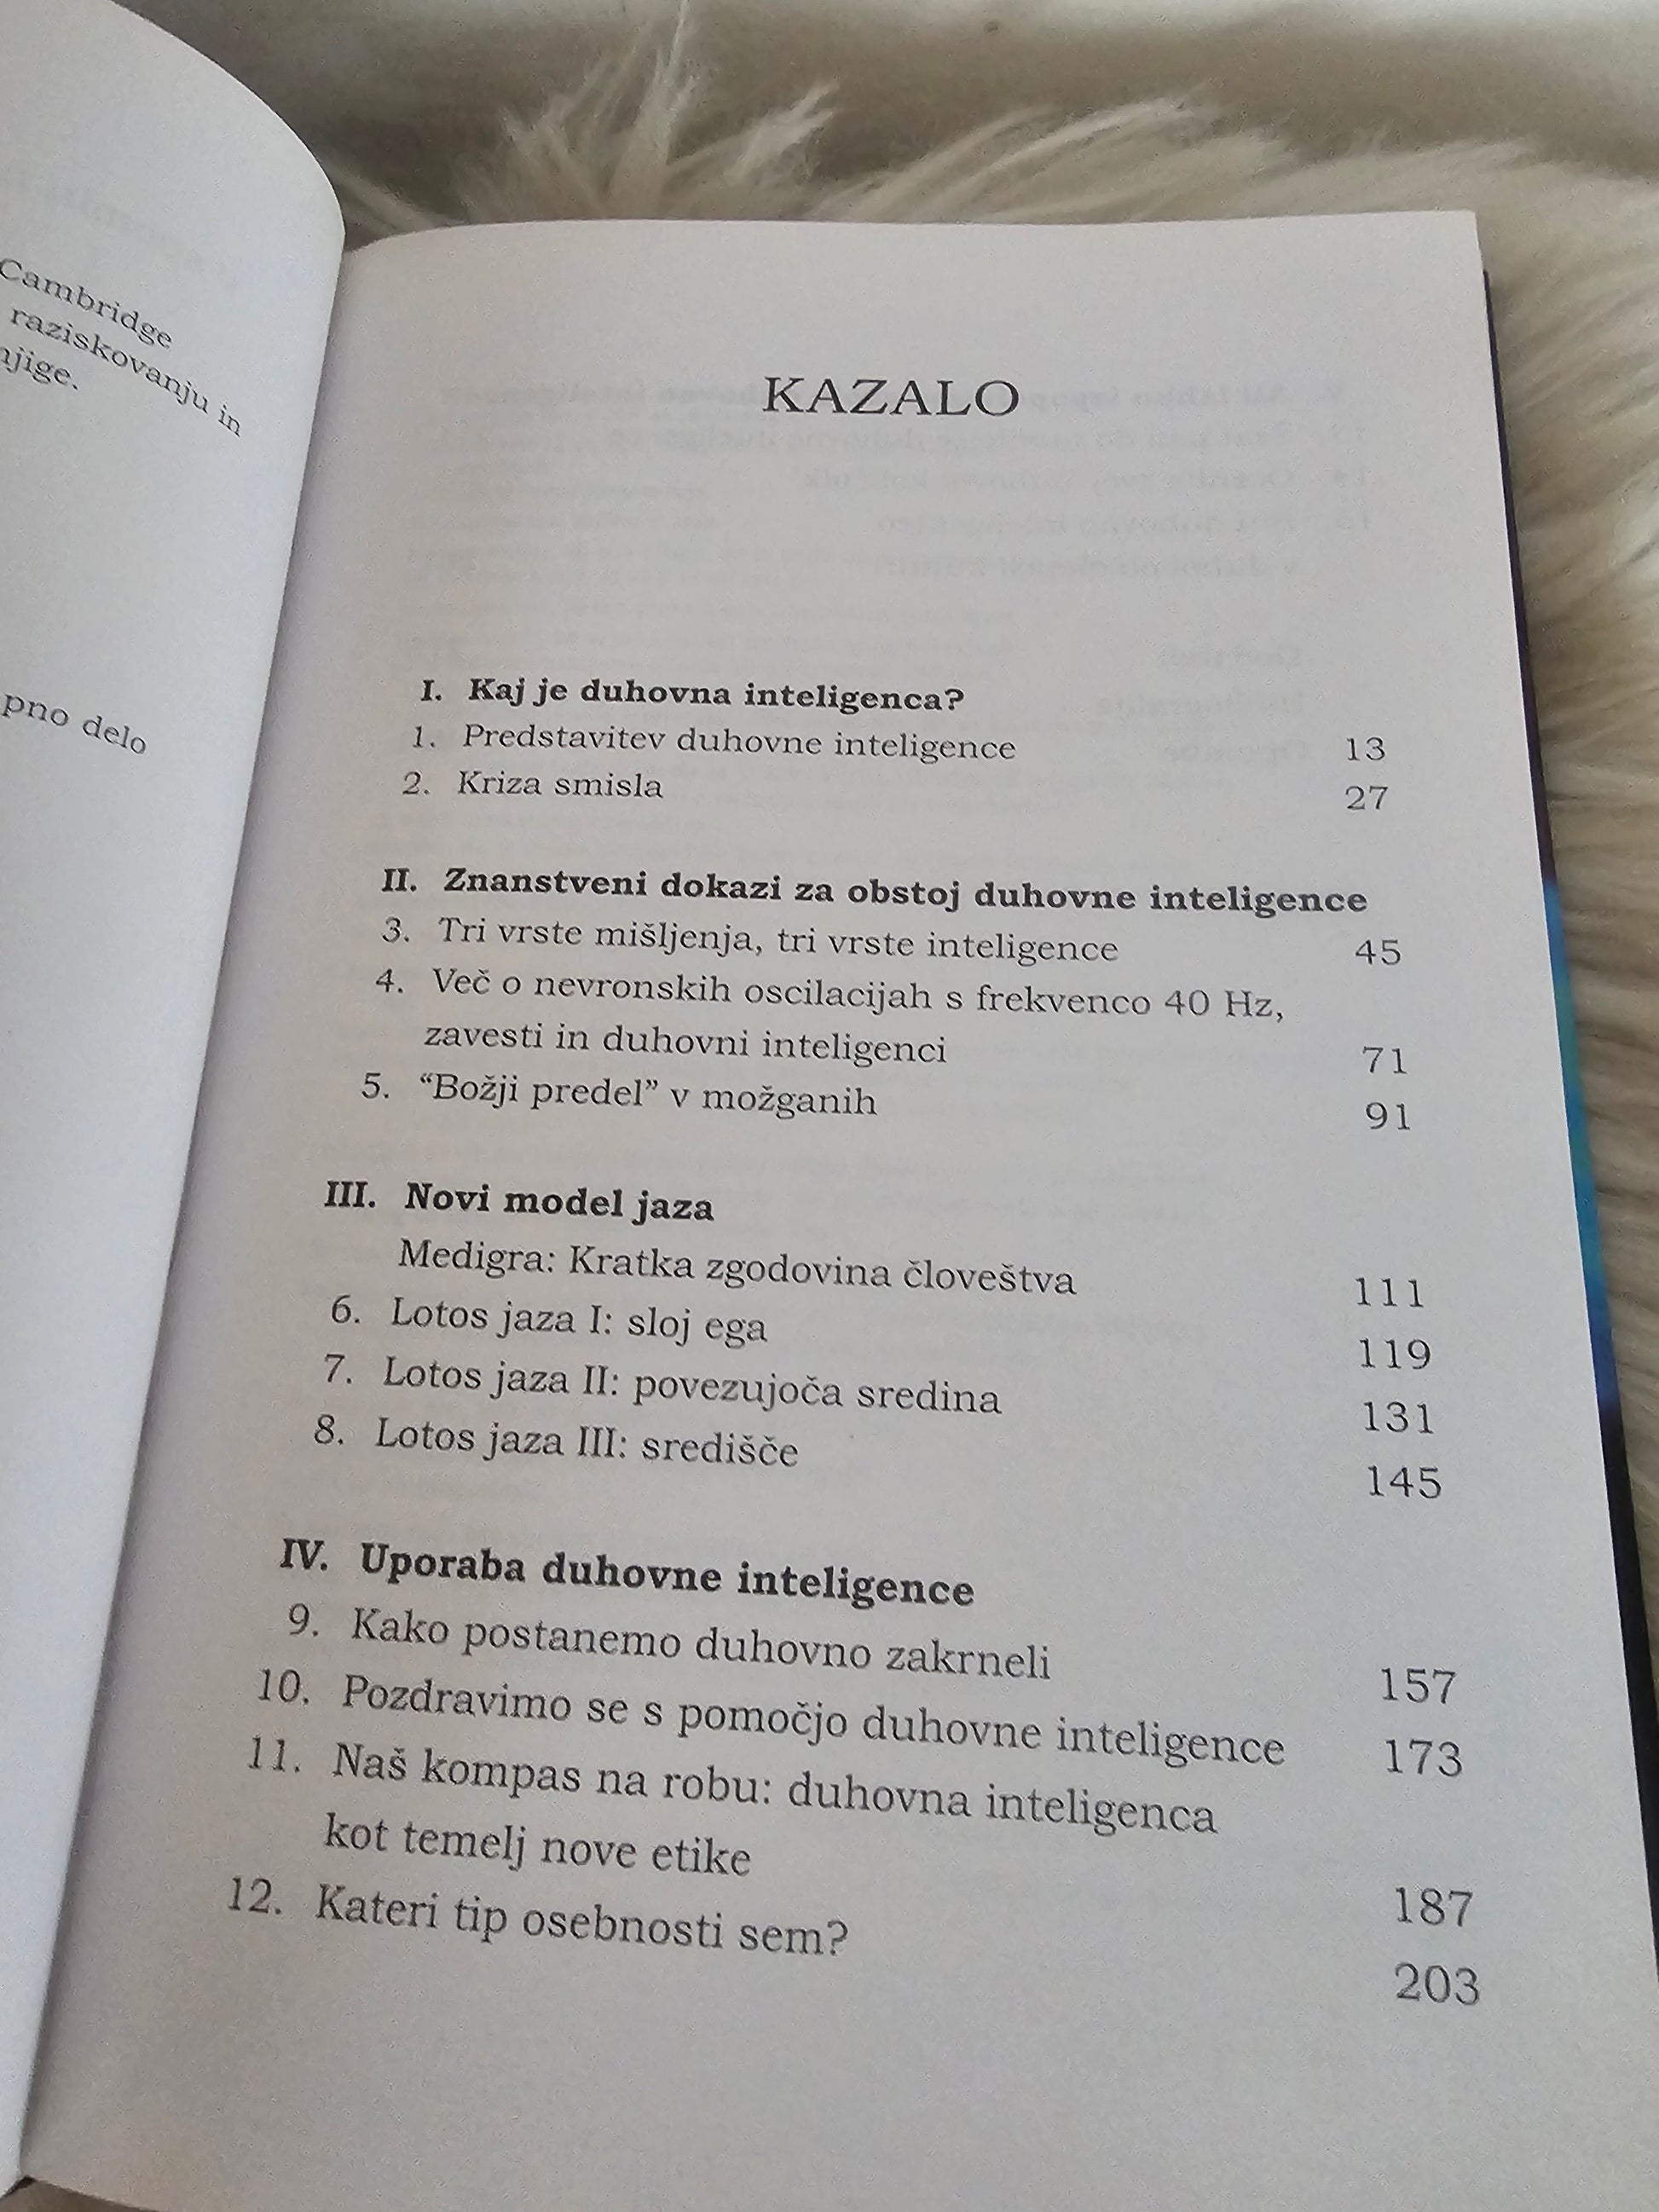 Cambridge
raziskovanju in
njige.
pno delo
KAZALO
I. Kaj je duhovna inteligenca?
1. Predstavitev duhovne inteligence 13
2. Kriza smisla 27
II. Znanstveni dokazi za obstoj duhovne inteligence
3. Tri vrste mišljenja, tri vrste inteligence 45
4. Več o nevronskih oscilacijah s frekvenco 40 Hz,
zavesti in duhovni inteligenci 71
5. “Božji predel” v možganih 91
III. Novi model jaza
Medigra: Kratka zgodovina človeštva 111
6. Lotos jaza I: sloj ega 119
7. Lotos jaza II: povezujoča sredina 131
8. Lotos jaza III: središče 145
IV. Uporaba duhovne inteligence
9. Kako postanemo duhovno zakrneli 157
10. Pozdravimo se s pomočjo duhovne inteligence 173
11. Naš kompas na robu: duhovna inteligenca
kot temelj nove etike 187
12. Kateri tip osebnosti sem? 203